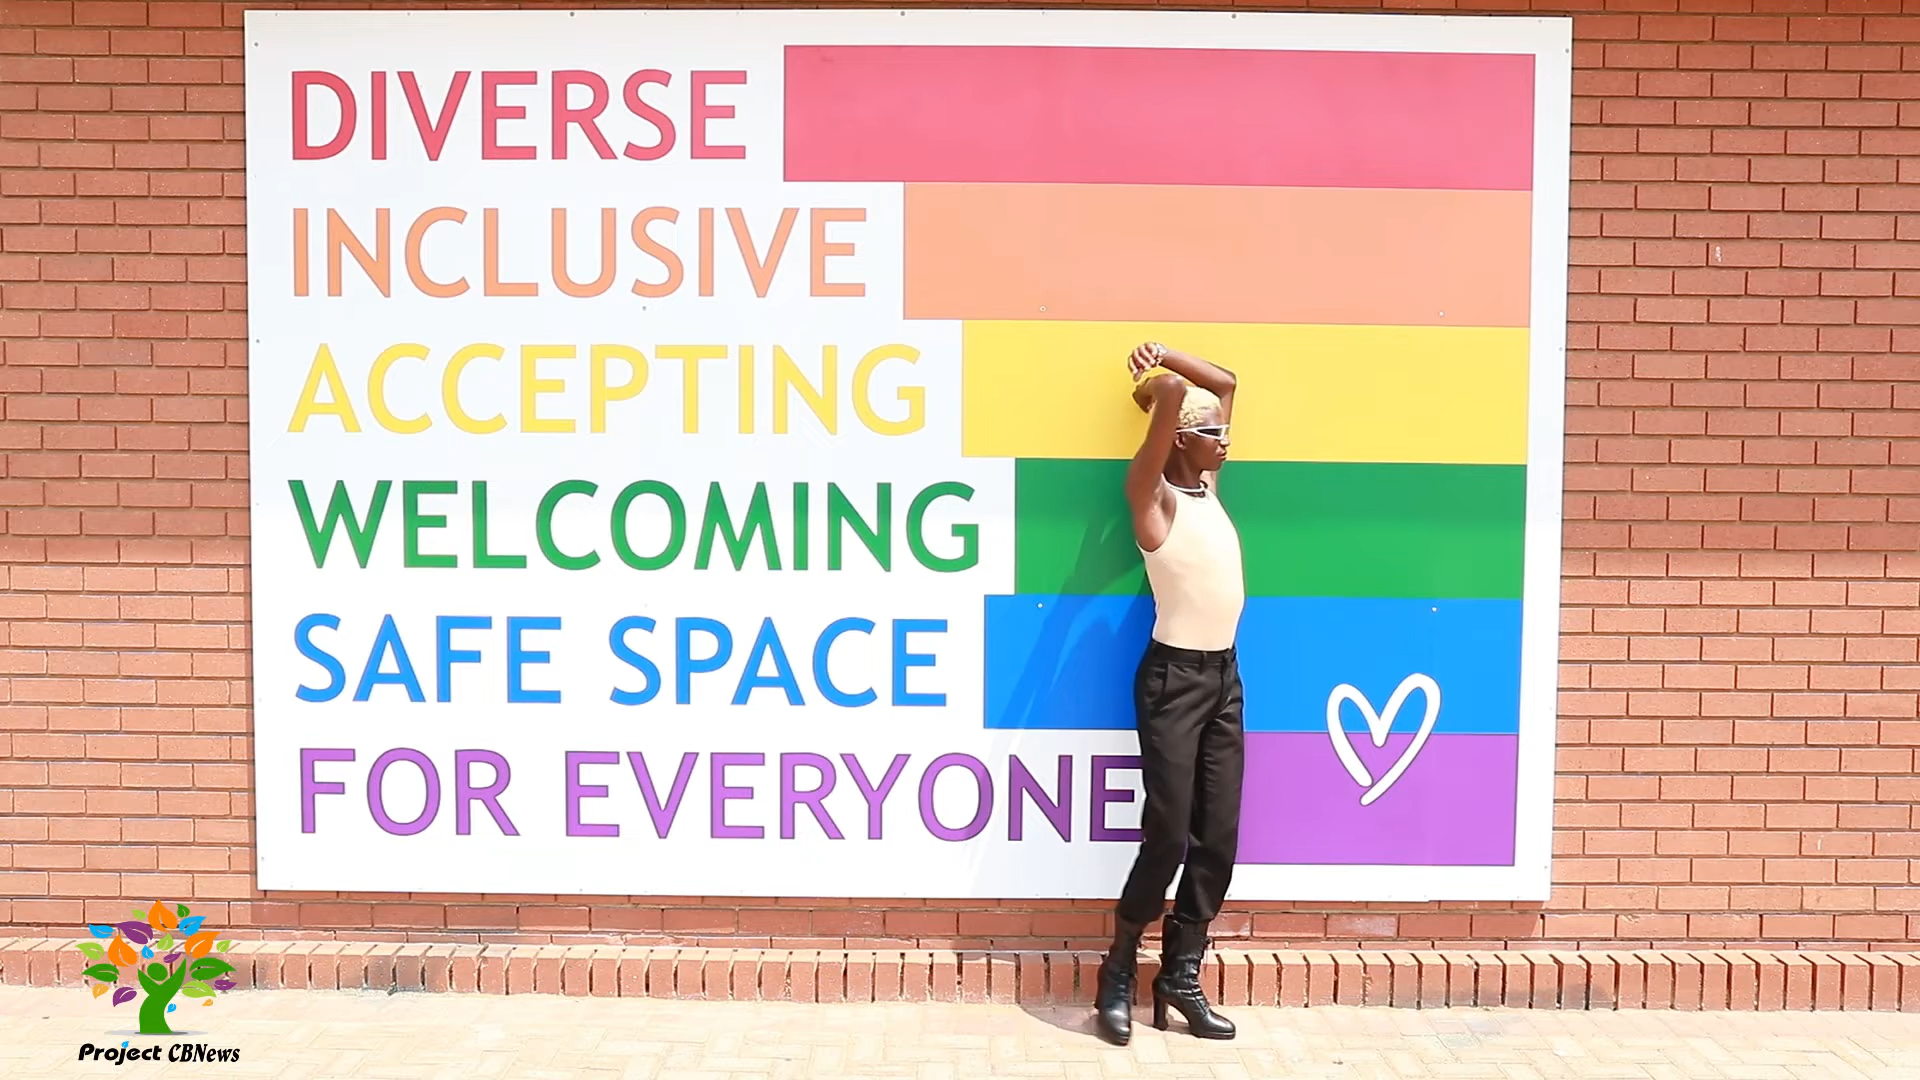 DIVERSE
INCLUSIVE
ACCEPTING
WELCOMING
SAFE SPACE
FOR EVERYONE
Project CBNews